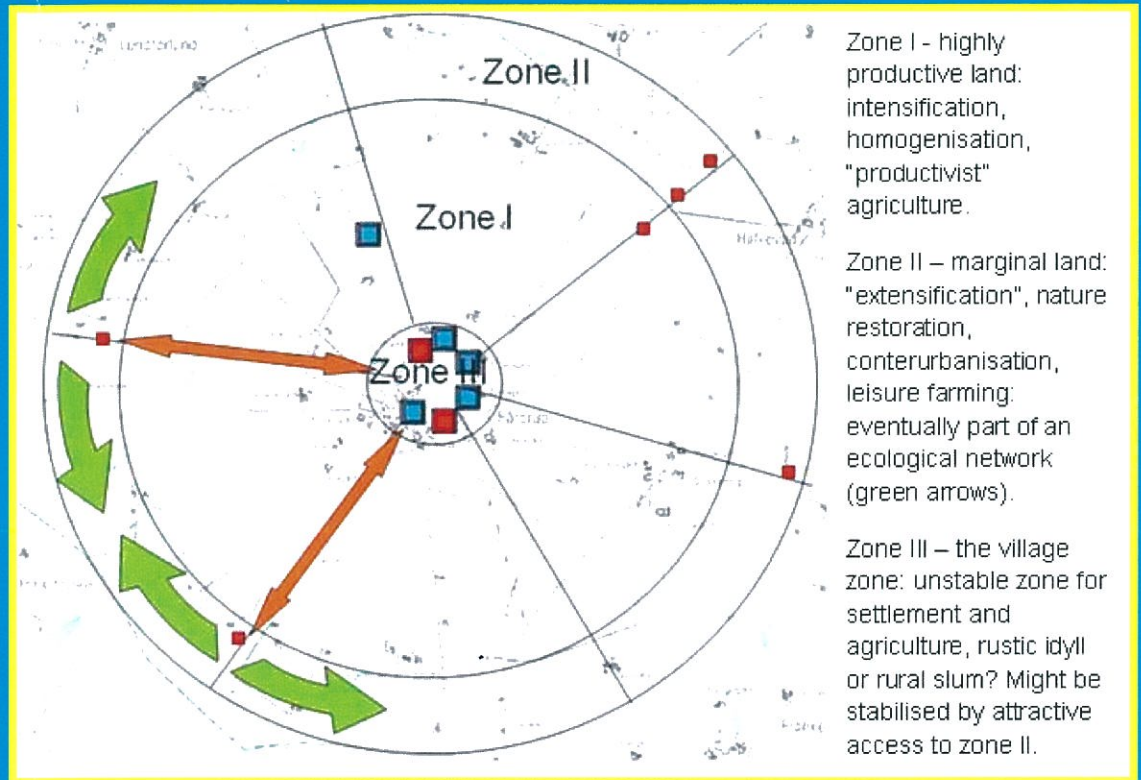 Zone II
Zone I
Zone III
Zone I - highly
productive land:
intensification,
homogenisation,
"productivist"
agriculture.
Zone II – marginal land:
"extensification", nature
restoration,
conterurbanisation,
leisure farming:
eventually part of an
ecological network
(green arrows).
Zone III – the village
zone: unstable zone for
settlement and
agriculture, rustic idyll
or rural slum? Might be
stabilised by attractive
access to zone II.